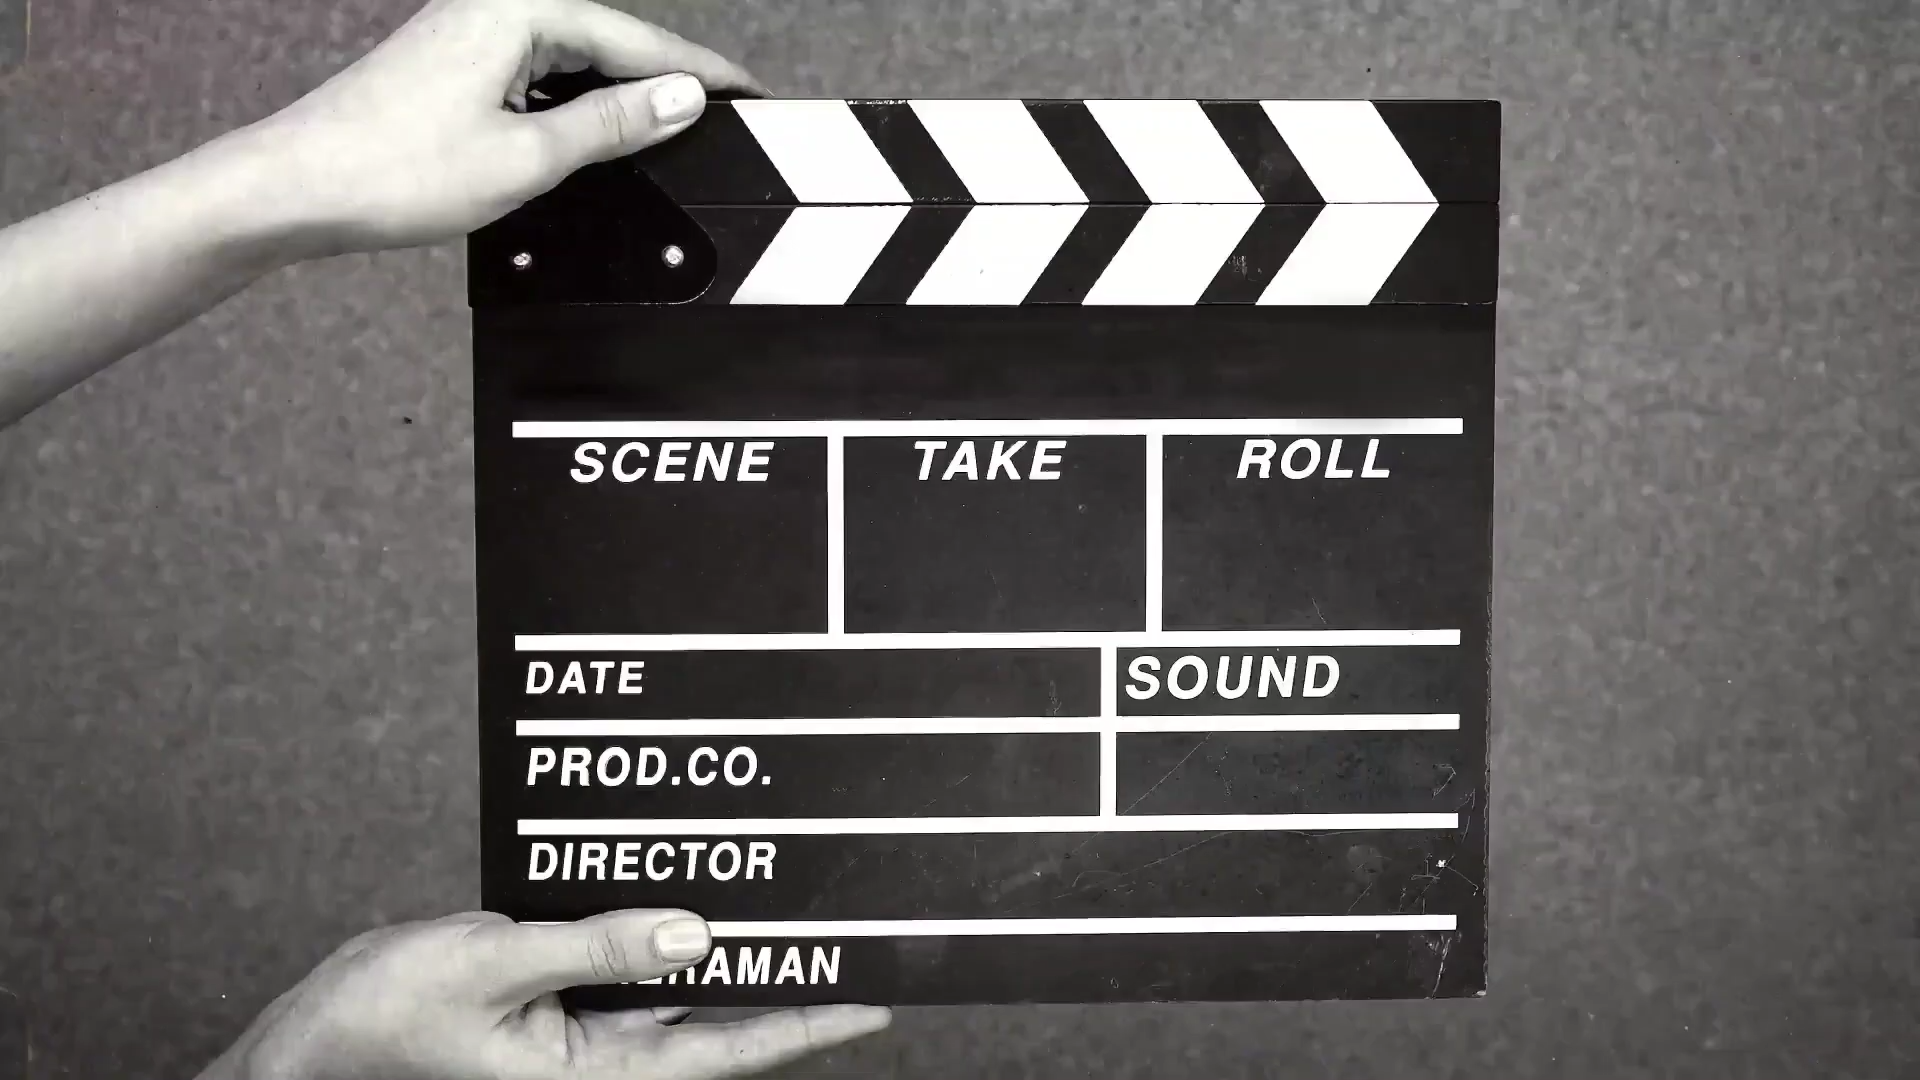 SCENE TAKE ROLL
DATE SOUND
PROD.CO.
DIRECTOR